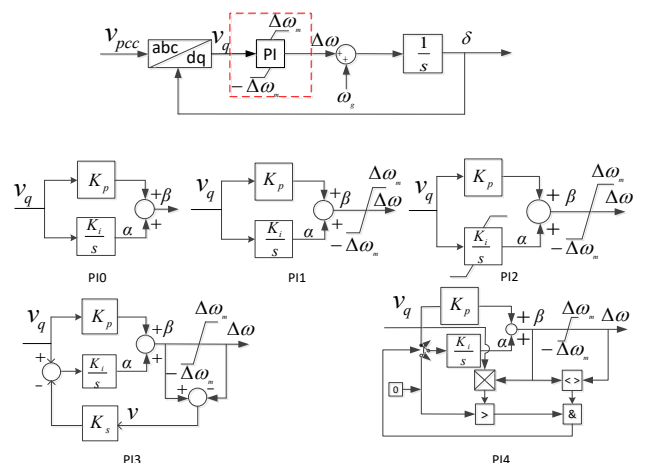 v_pcc
abc
dq
v_q
Δω_m
PI
-Δω_m
Δω
+
+
ω_g
1/s
δ
v_q
K_p
K_i/s
α
+β
+
PI0
v_q
K_p
K_i/s
α
+
β
+
Δω_m
Δω
-Δω_m
PI1
v_q
K_p
K_i/s
α
+
β
+
Δω_m
Δω
-Δω_m
PI2
v_q
+
-
K_p
K_i/s
α
+β
+
Δω_m
Δω
-Δω_m
+
-
K_s
v
PI3
v_q
K_p
K_i/s
α
+β
+
Δω_m
Δω
-Δω_m
0
< >
>
&
PI4